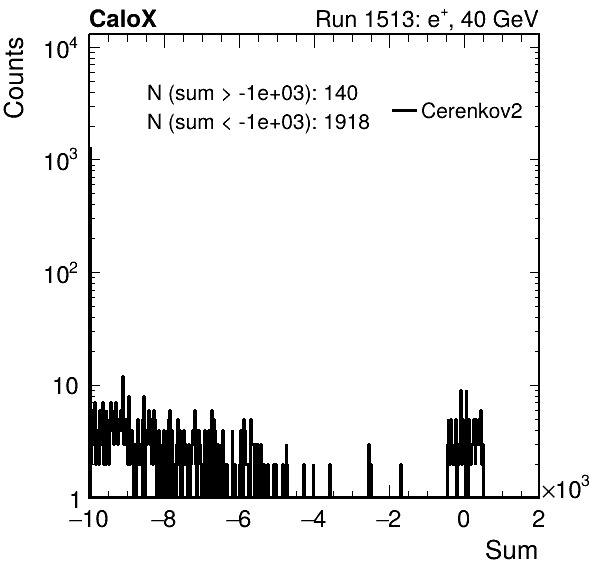 CaloX Run 1513: e⁺, 40 GeV
Counts
10⁴
N (sum > -1e+03): 140
N (sum < -1e+03): 1918
Cerenkov2
10³
10²
10
1
−10 −8 −6 −4 −2 0 2
×10³
Sum